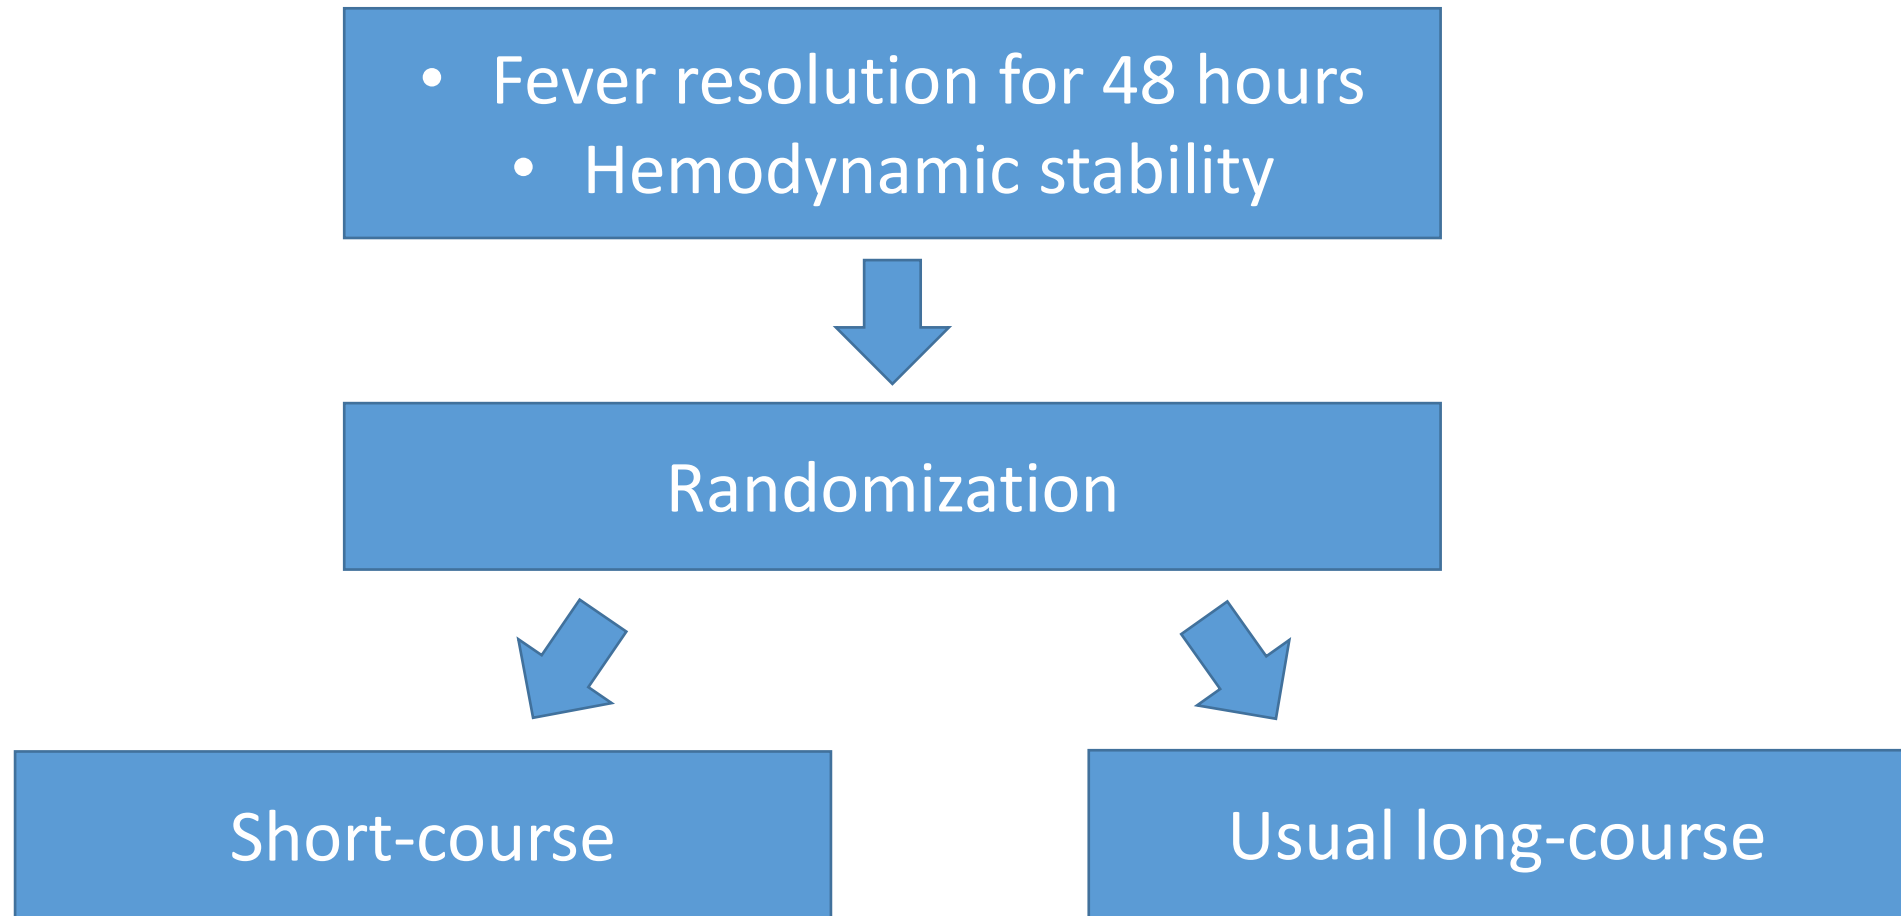 • Fever resolution for 48 hours
• Hemodynamic stability
Randomization
Short-course
Usual long-course